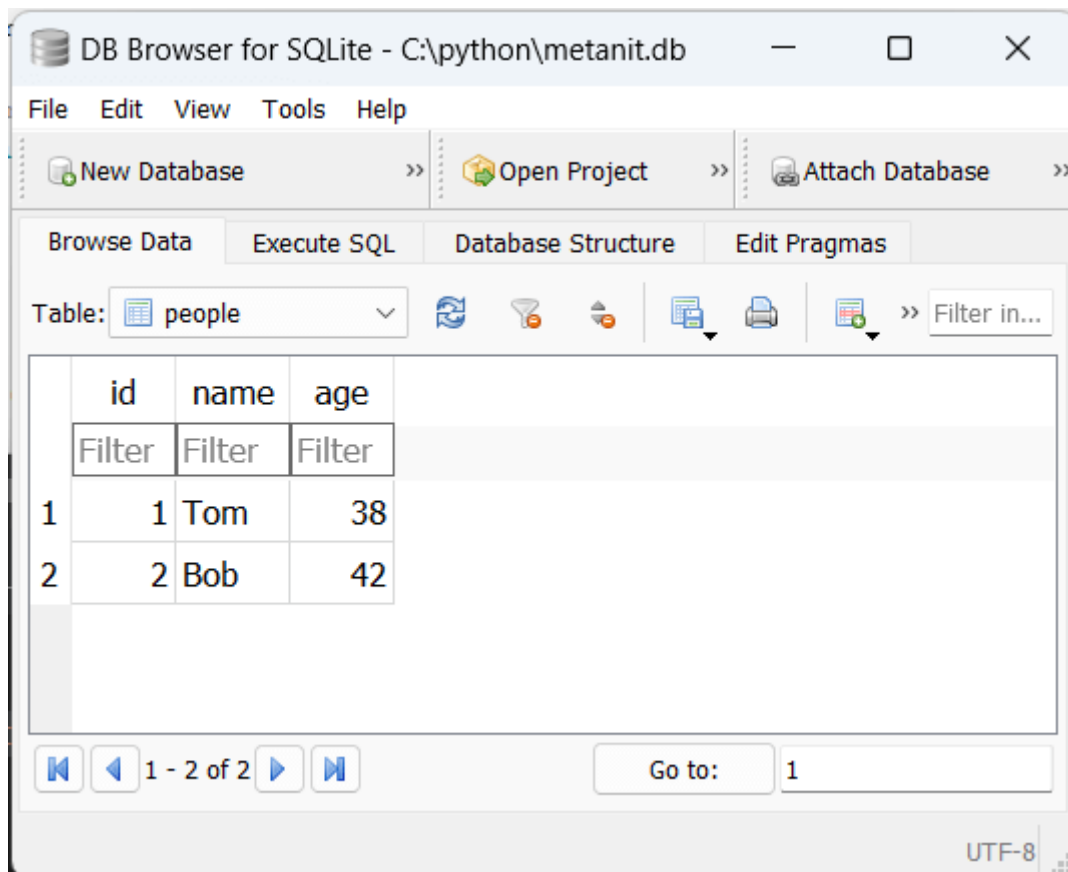 DB Browser for SQLite - C:\python\metanit.db
File Edit View Tools Help
New Database » Open Project » Attach Database »
Browse Data Execute SQL Database Structure Edit Pragmas
Table: people » Filter in...
id name age
Filter Filter Filter
1 1 Tom 38
2 2 Bob 42
1 - 2 of 2 Go to: 1
UTF-8